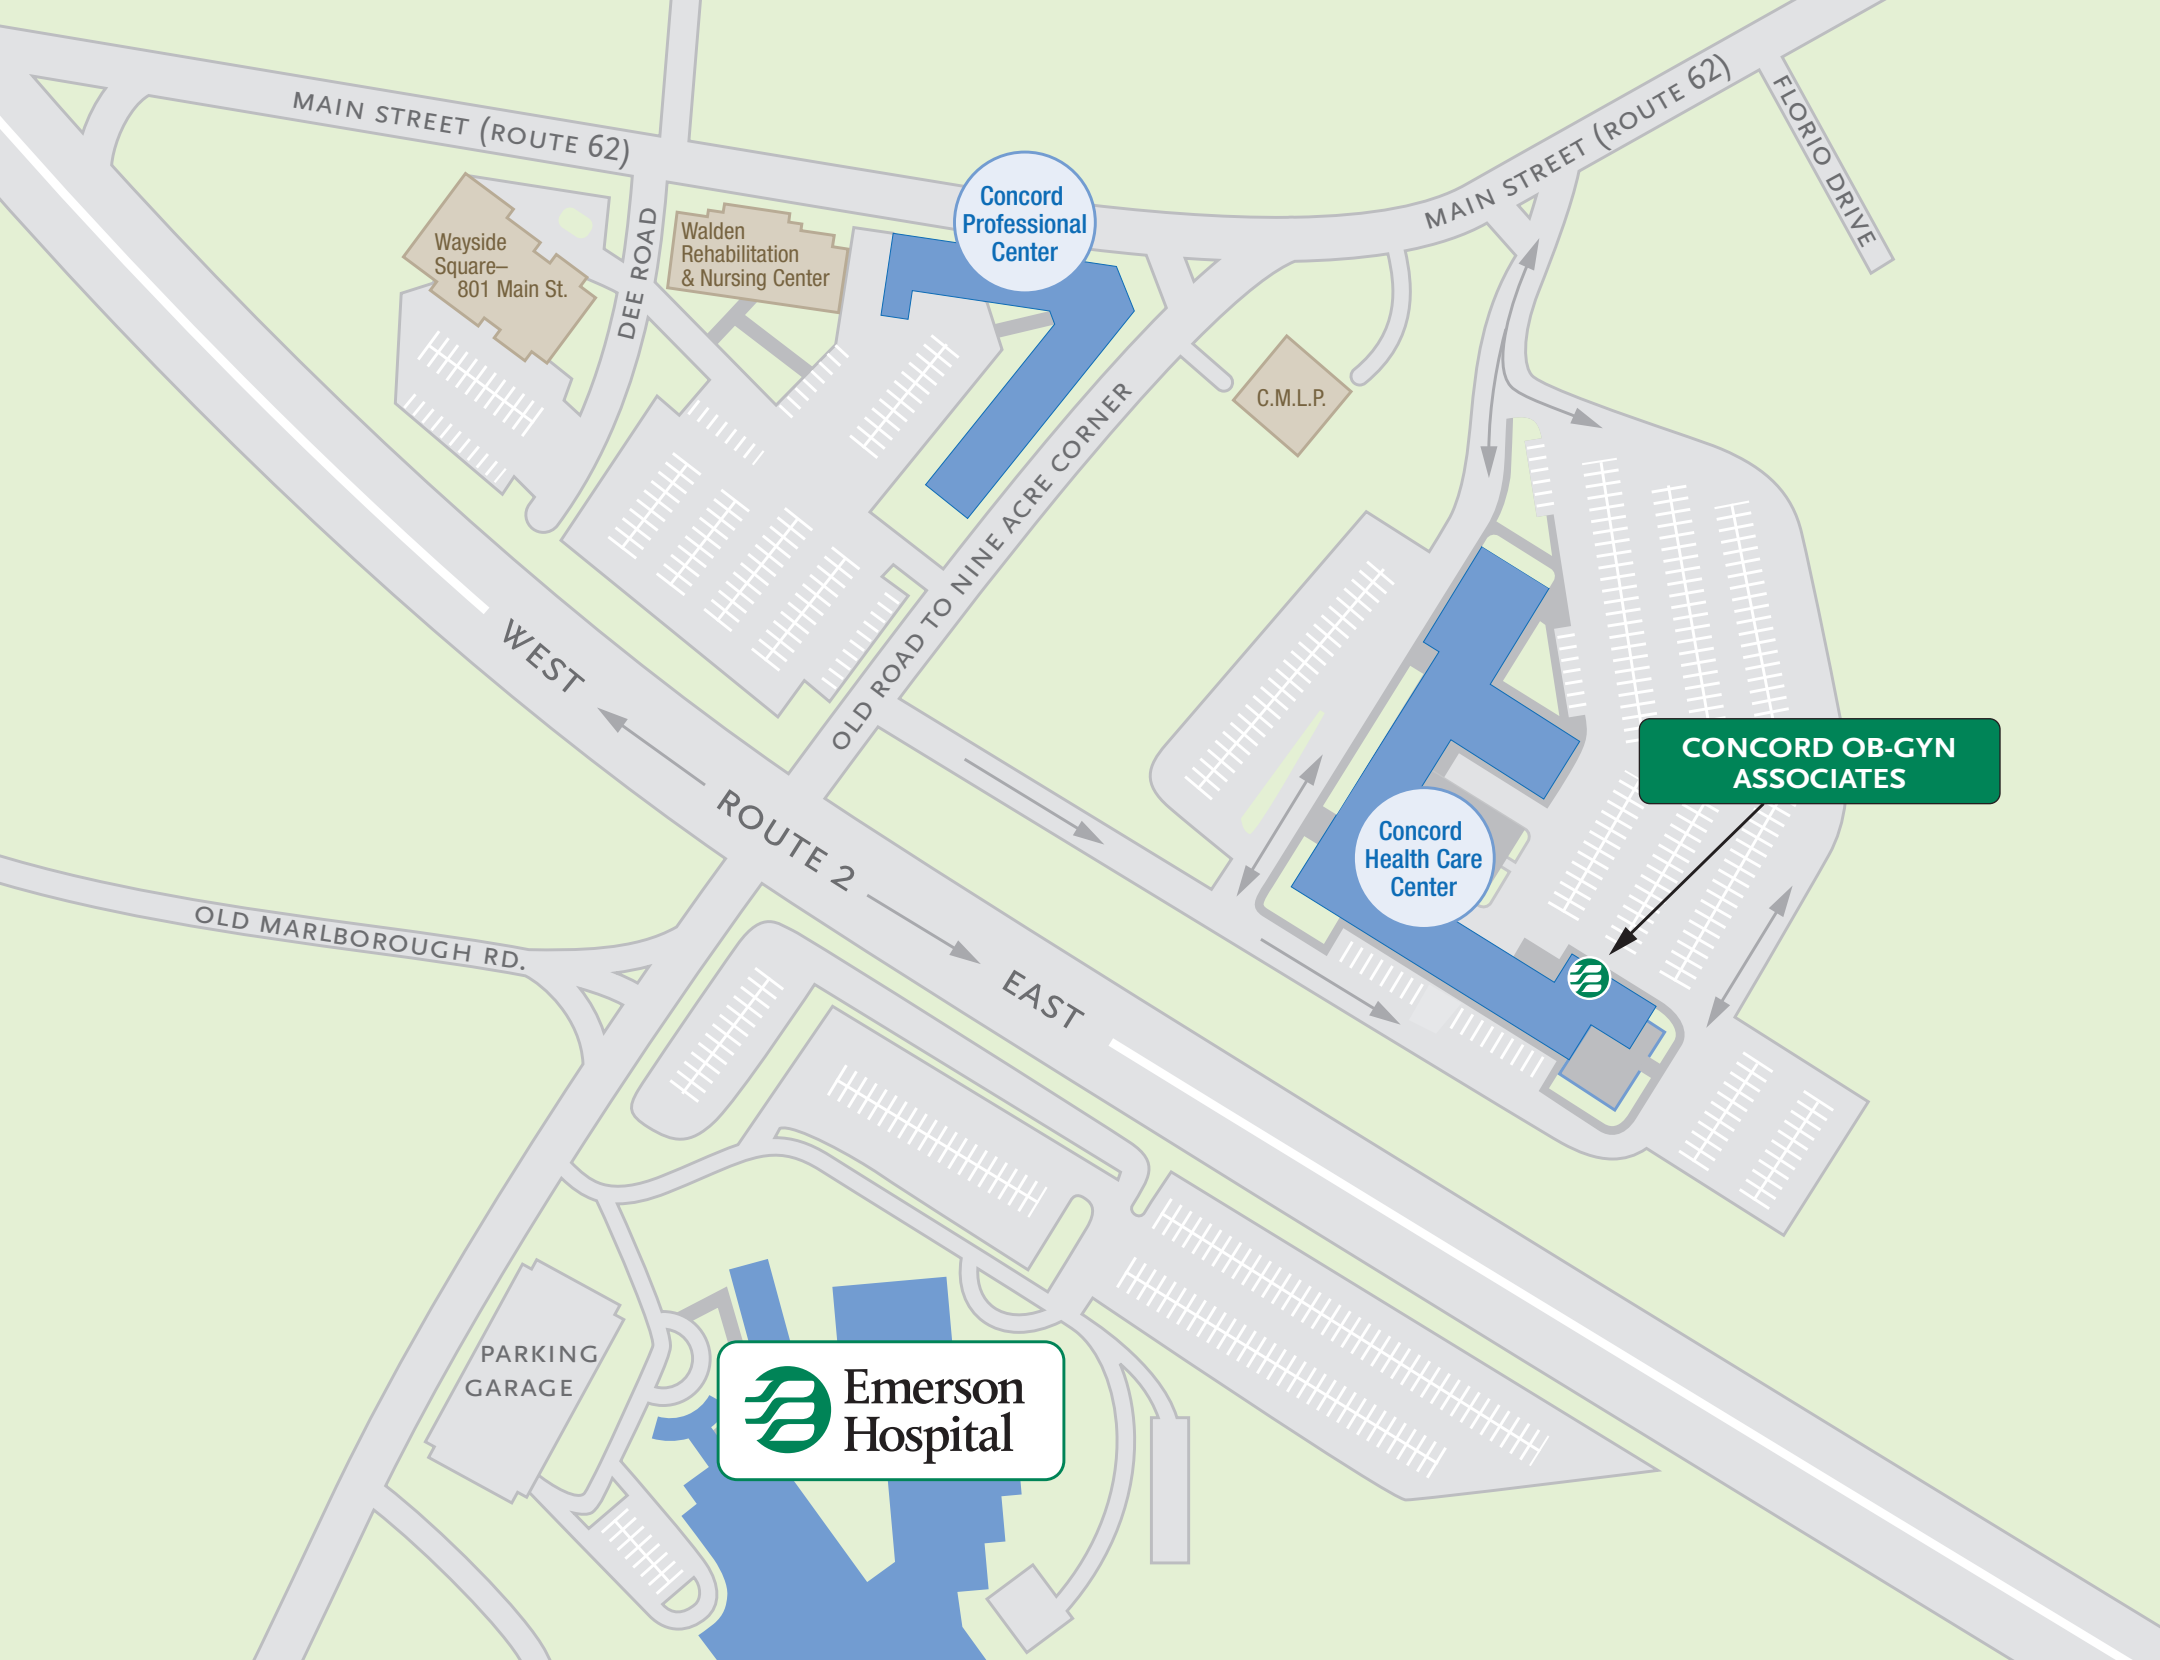 MAIN STREET (ROUTE 62)
MAIN STREET (ROUTE 62)
FLORIO DRIVE
Concord
Professional
Center
Wayside
Square–
801 Main St.
DEE ROAD
Walden
Rehabilitation
& Nursing Center
C.M.L.P.
OLD ROAD TO NINE ACRE CORNER
WEST
ROUTE 2
EAST
CONCORD OB-GYN
ASSOCIATES
Concord
Health Care
Center
OLD MARLBOROUGH RD.
PARKING
GARAGE
Emerson
Hospital